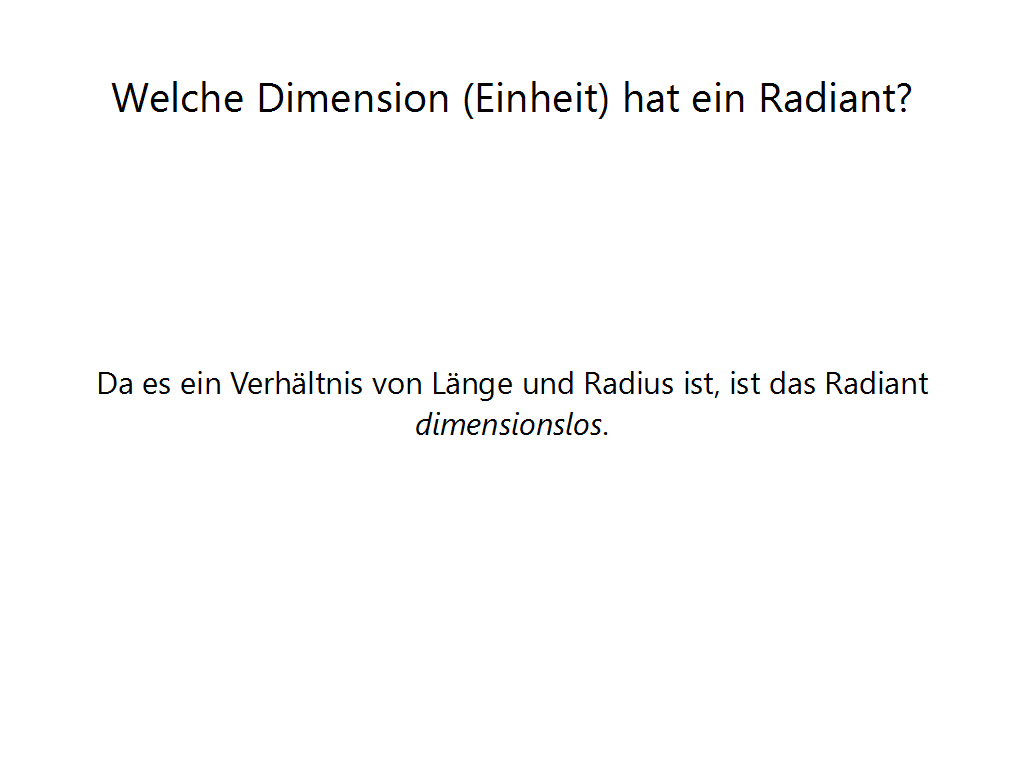 Welche Dimension (Einheit) hat ein Radiant?
Da es ein Verhältnis von Länge und Radius ist, ist das Radiant
dimensionslos.